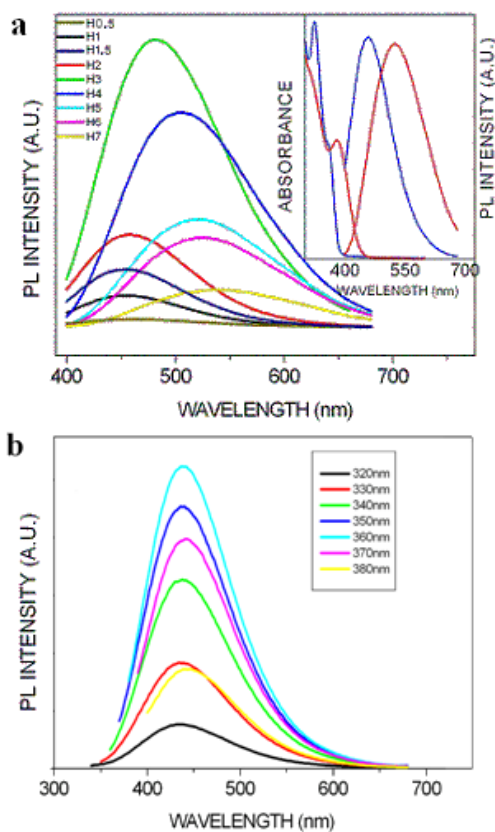 a
H0.5
H1
H1.5
H2
H3
H4
H5
H6
H7
PL INTENSITY (A.U.)
ABSORBANCE
PL INTENSITY (A.U.)
400 550 700
WAVELENGTH (nm)
400 500 600 700
WAVELENGTH (nm)
b
320nm
330nm
340nm
350nm
360nm
370nm
380nm
PL INTENSITY (A.U.)
300 400 500 600 700
WAVELENGTH (nm)